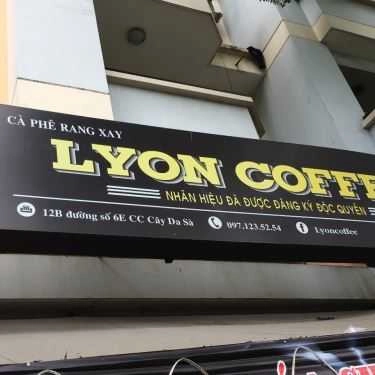 CÀ PHÊ RANG XAY
LYON COFFE
NHÃN HIỆU ĐÃ ĐƯỢC ĐĂNG KÝ ĐỘC QUYỀN
12B đường số 6E CC Cây Da Sà 097.123.52.54 Lyoncoffee